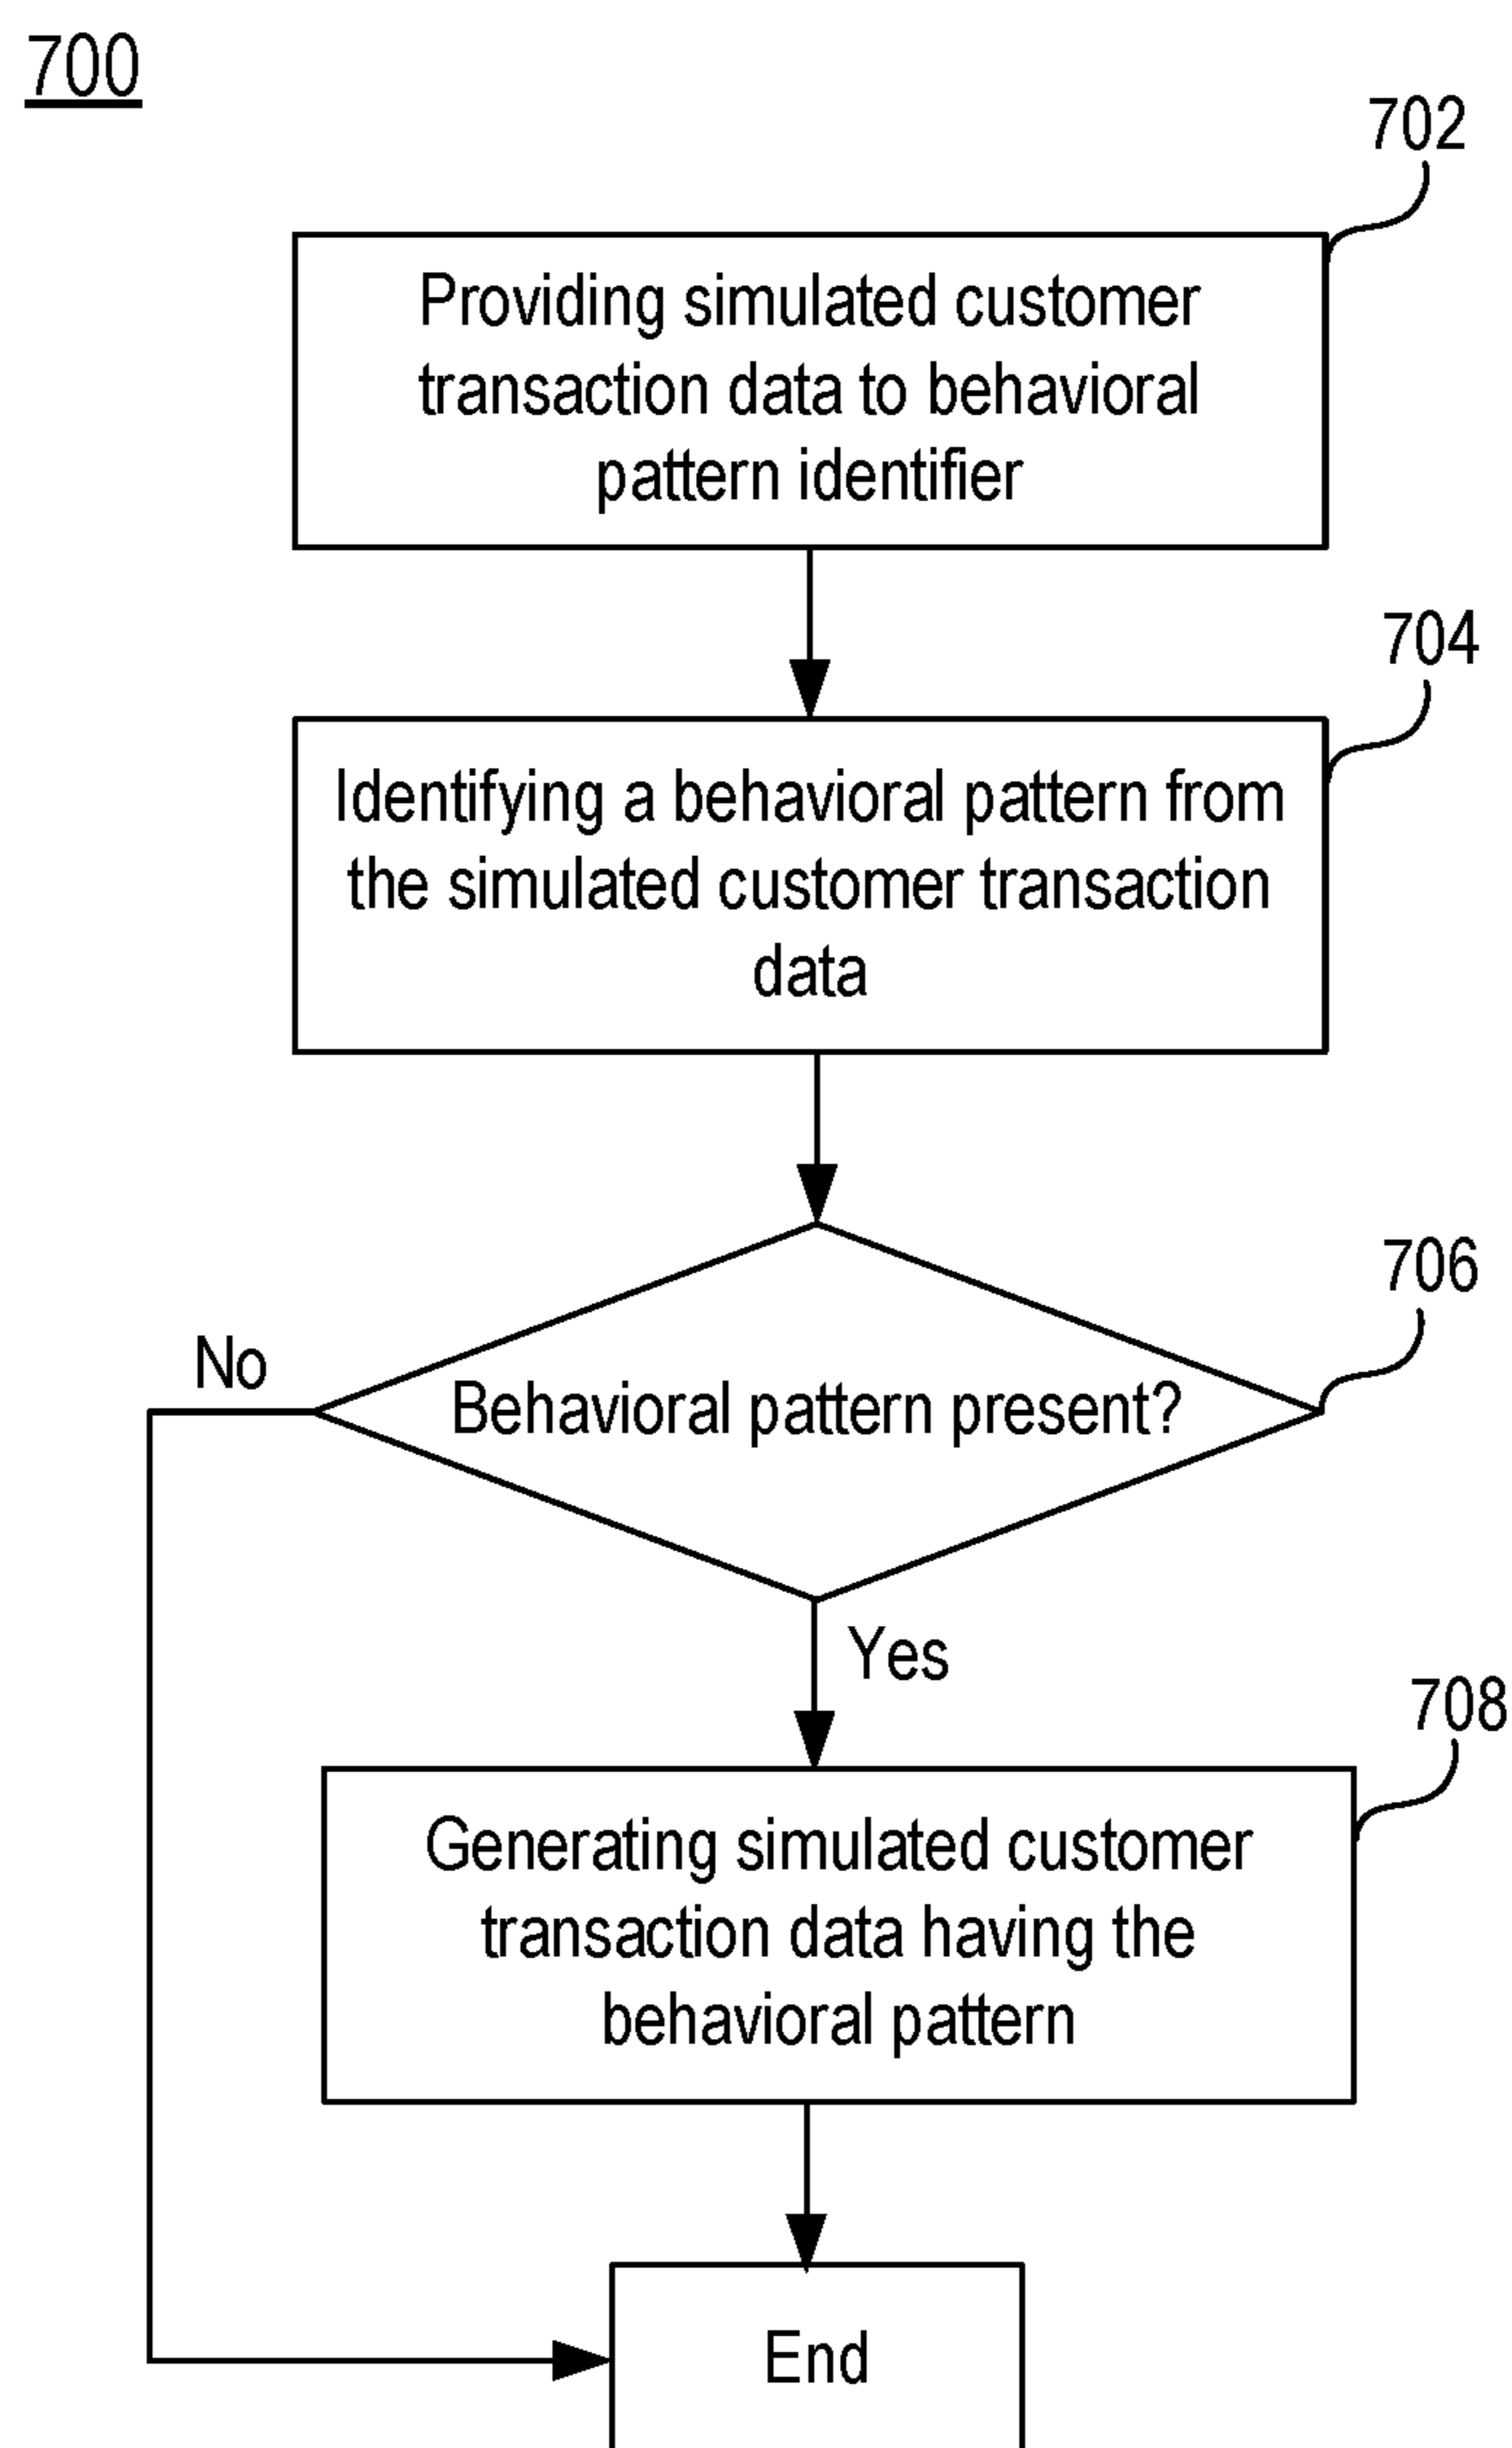 700
702
Providing simulated customer
transaction data to behavioral
pattern identifier
704
Identifying a behavioral pattern from
the simulated customer transaction
data
706
No
Behavioral pattern present?
Yes
708
Generating simulated customer
transaction data having the
behavioral pattern
End